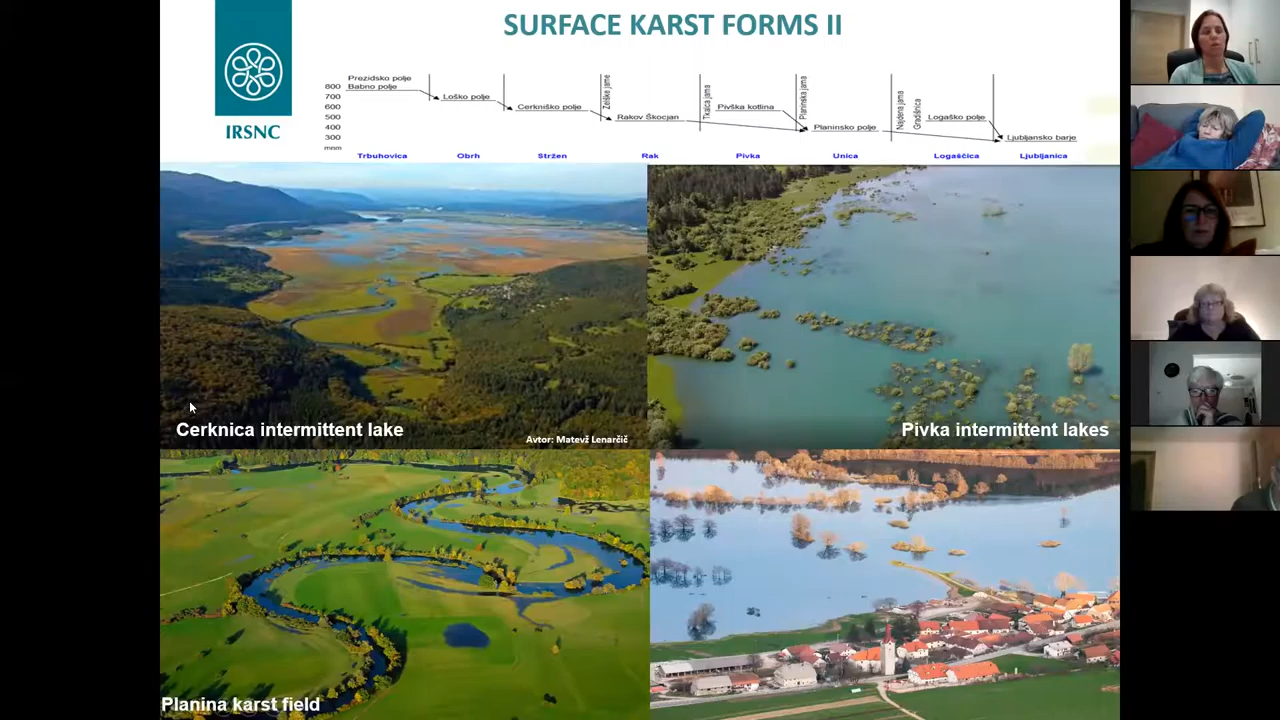 SURFACE KARST FORMS II
IRSNC
Prezidsko polje
Babno polje
Loško polje
Cerkniško polje
Zelške jame
Rakov Škocjan
Tkalca jama
Pivška kotlina
Planinska jama
Planinsko polje
Najdena jama
Gradišnica
Logaško polje
Ljubljansko barje
800
700
600
500
400
300
mnm
Trbuhovica Obrh Stržen Rak Pivka Unica Logaščica Ljubljanica
Cerknica intermittent lake
Avtor: Matevž Lenarčič
Pivka intermittent lakes
Planina karst field